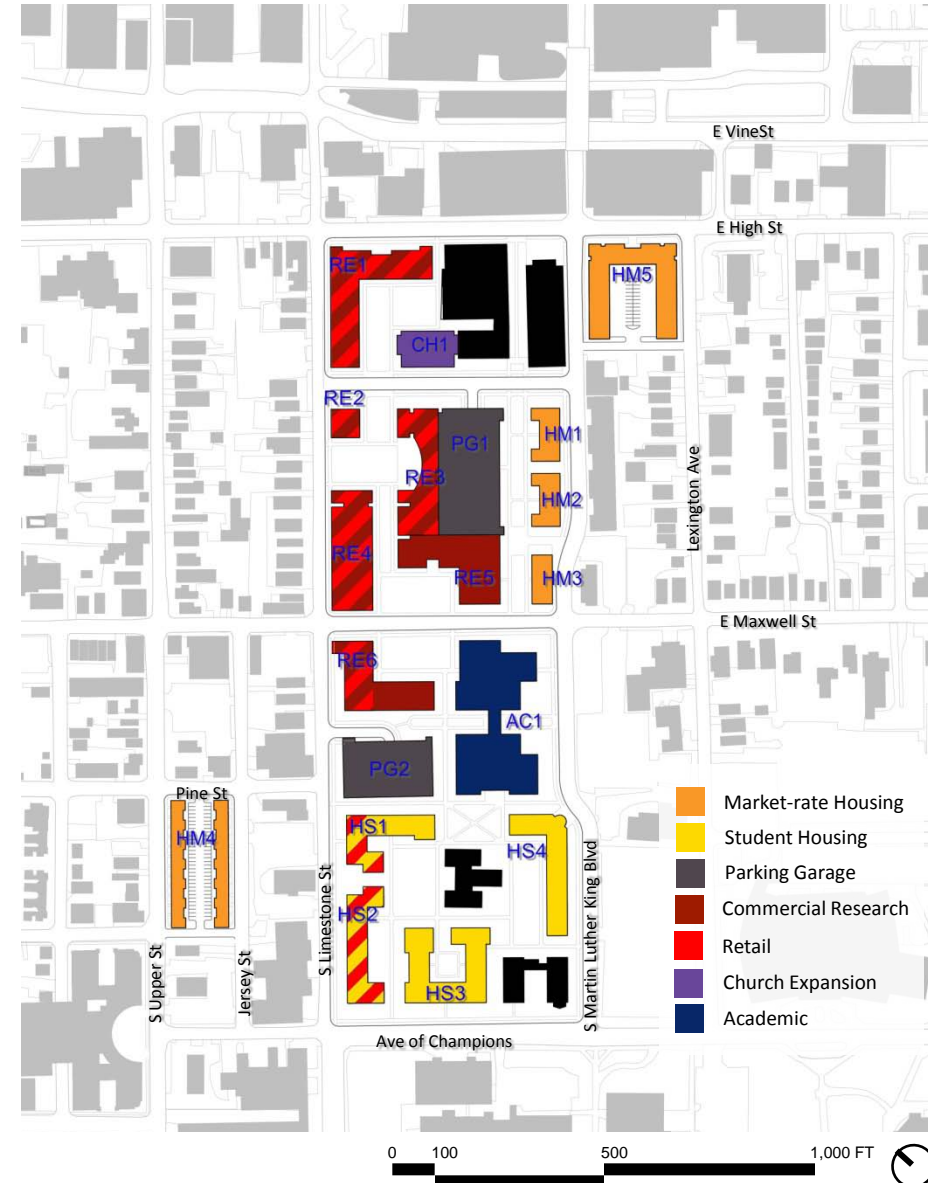 E VineSt
E High St
RE1
HM5
CH1
RE2
HM1
PG1
Lexington Ave
RE3
HM2
RE4
RE5
HM3
E Maxwell St
RE6
AC1
PG2
Pine St
Market-rate Housing
HS1
Student Housing
HM4
HS4
S Martin Luther King Blvd
Parking Garage
S Limestone St
HS2
Commercial Research
Retail
S Upper St
Jersey St
HS3
Church Expansion
Academic
Ave of Champions
0 100 500 1,000 FT